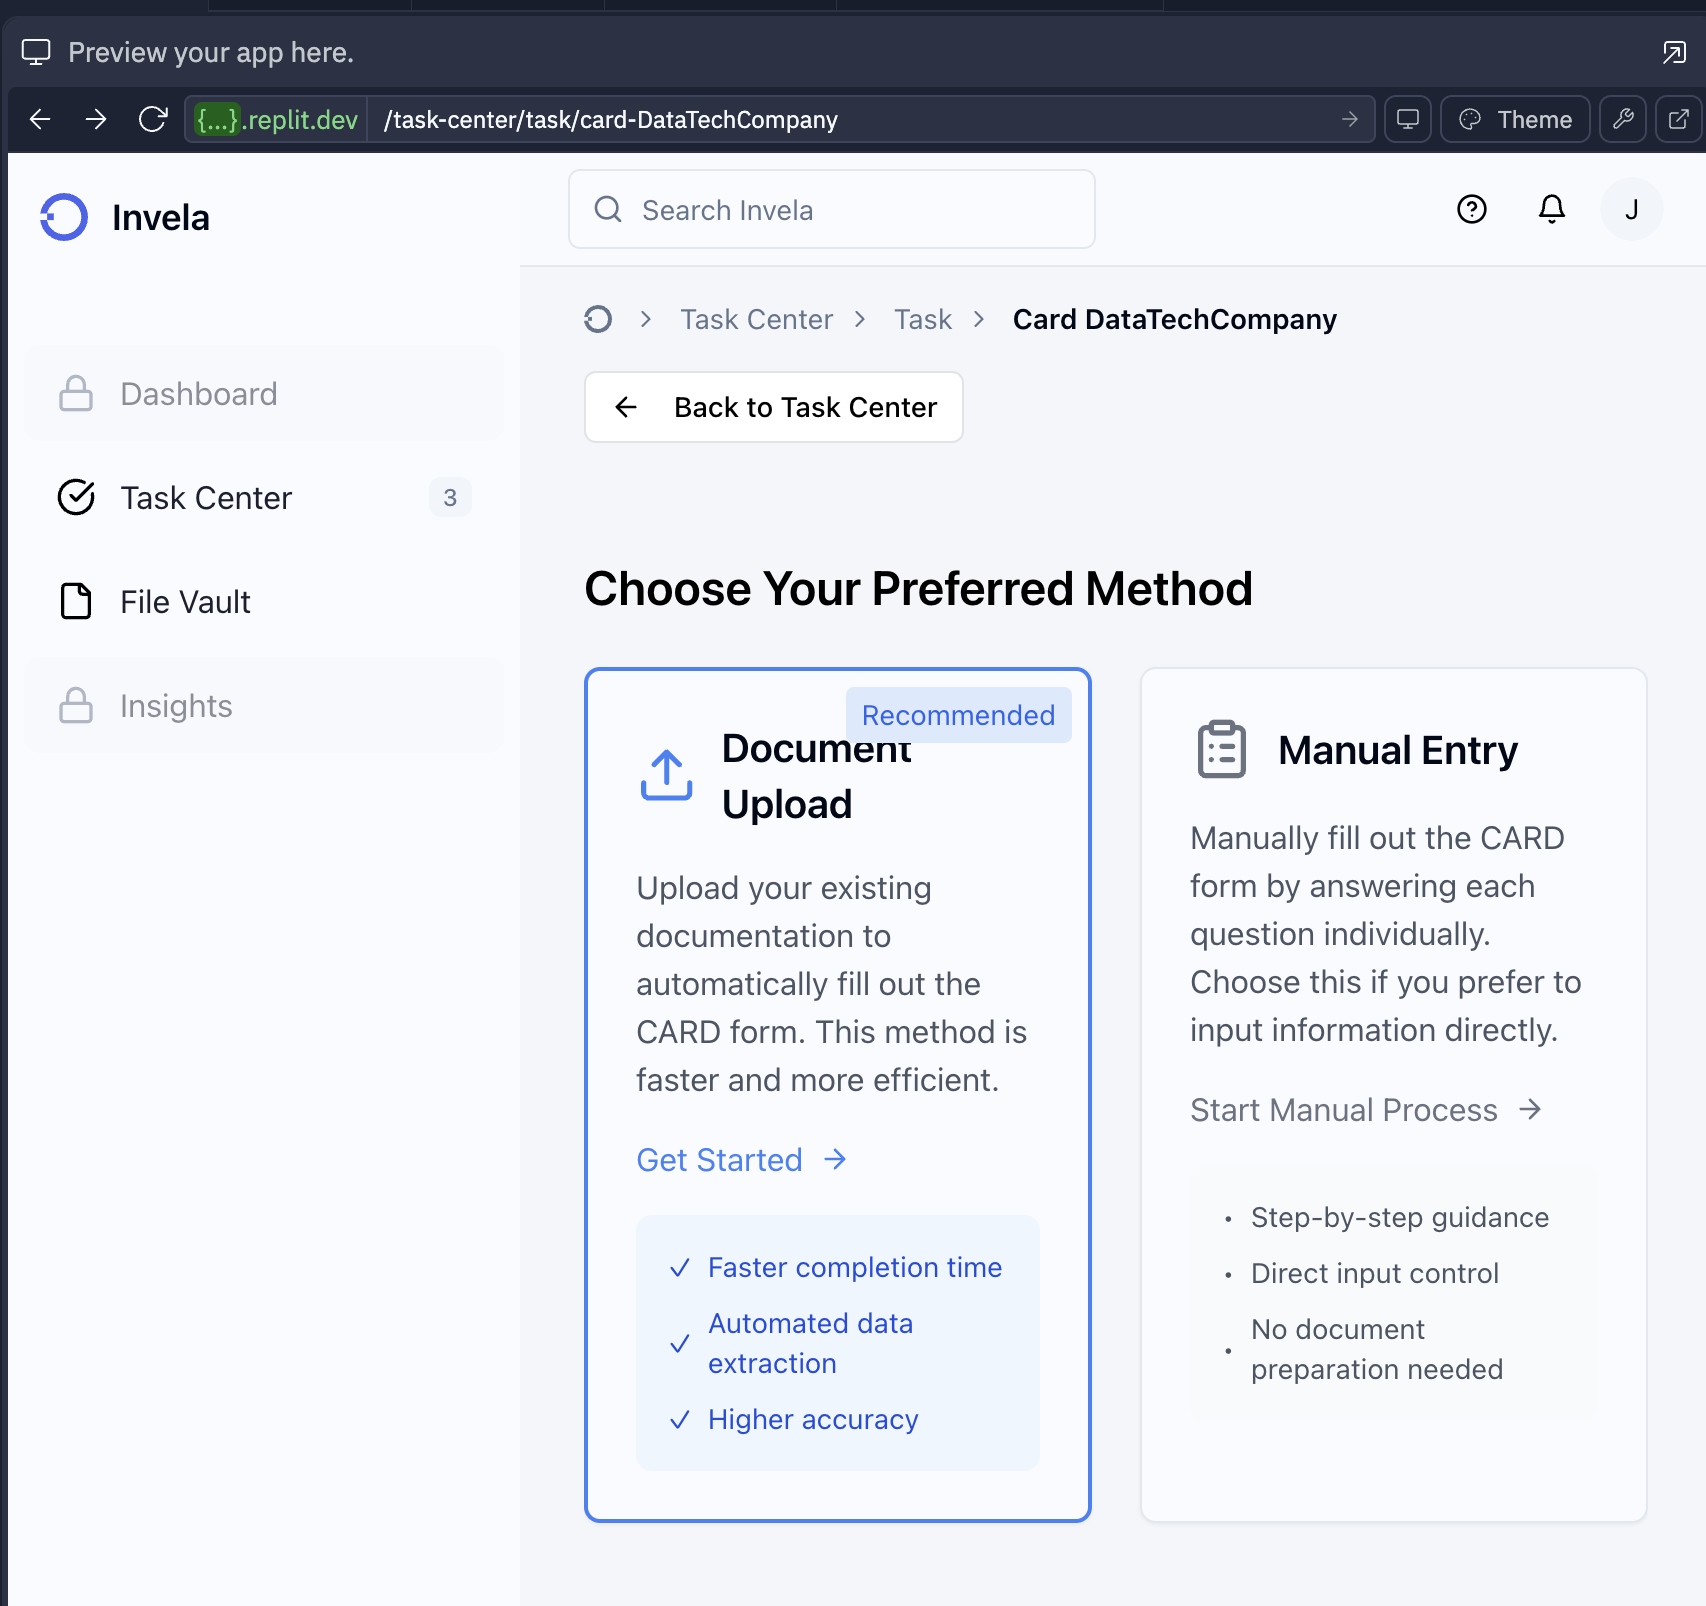 Preview your app here.
{...}.replit.dev /task-center/task/card-DataTechCompany
Theme
Invela
Search Invela
J
Task Center
Task
Card DataTechCompany
Back to Task Center
Dashboard
Task Center
3
File Vault
Insights
Choose Your Preferred Method
Recommended
Document
Upload
Upload your existing
documentation to
automatically fill out the
CARD form. This method is
faster and more efficient.
Get Started
Faster completion time
Automated data
extraction
Higher accuracy
Manual Entry
Manually fill out the CARD
form by answering each
question individually.
Choose this if you prefer to
input information directly.
Start Manual Process
Step-by-step guidance
Direct input control
No document
preparation needed